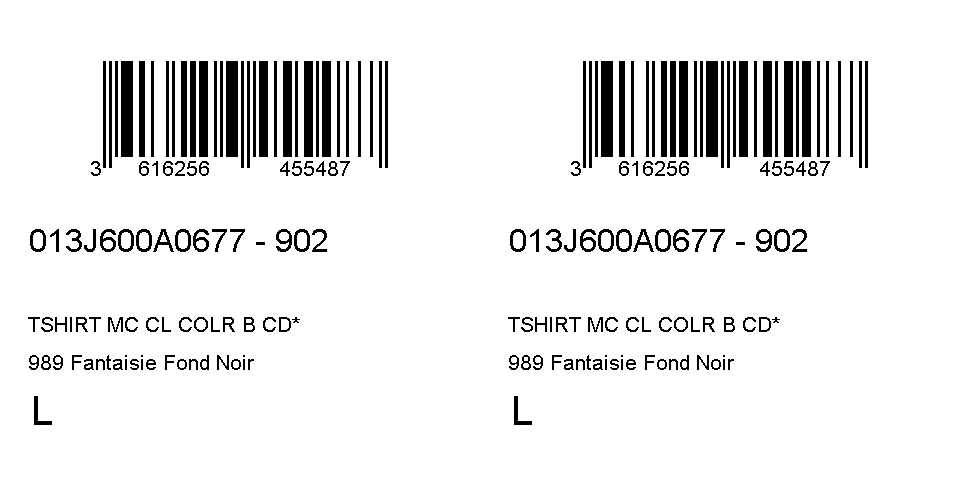 3 616256 455487
013J600A0677 - 902
TSHIRT MC CL COLR B CD*
989 Fantaisie Fond Noir
L
3 616256 455487
013J600A0677 - 902
TSHIRT MC CL COLR B CD*
989 Fantaisie Fond Noir
L